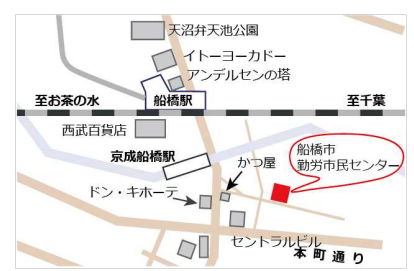 天沼弁天池公園
イトーヨーカドー
アンデルセンの塔
至お茶の水
船橋駅
至千葉
西武百貨店
京成船橋駅
かつ屋
船橋市
勤労市民センター
ドン・キホーテ
セントラルビル
本町通り